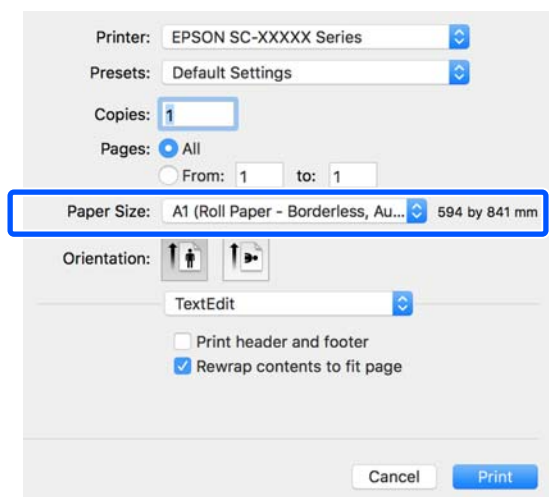 Printer: EPSON SC-XXXXX Series
Presets: Default Settings
Copies: 1
Pages: All
From: 1 to: 1
Paper Size: A1 (Roll Paper - Borderless, Au... 594 by 841 mm
Orientation:
TextEdit
Print header and footer
Rewrap contents to fit page
Cancel Print